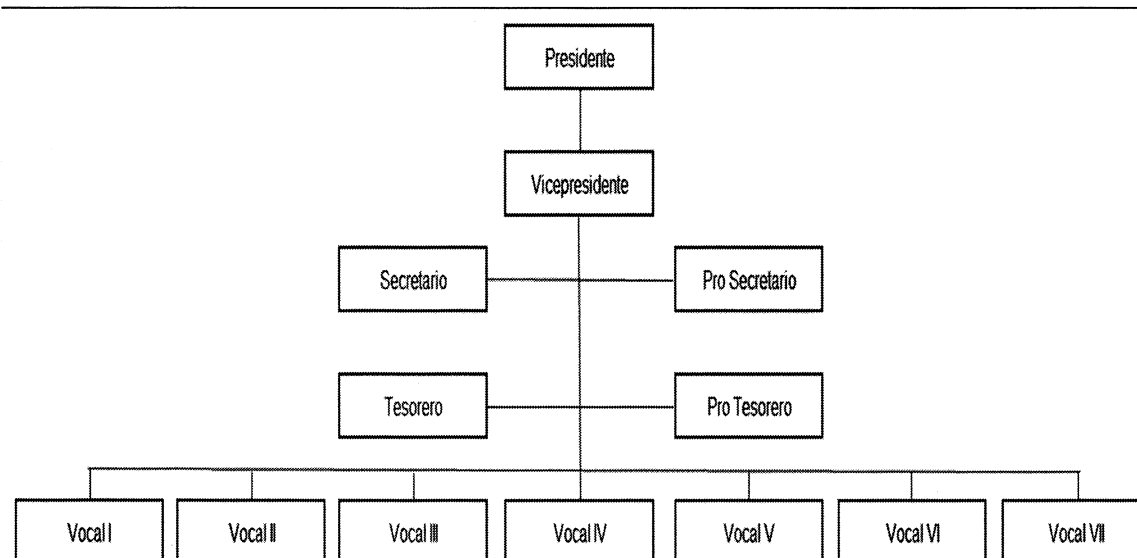 Presidente
Vicepresidente
Secretario
Pro Secretario
Tesorero
Pro Tesorero
Vocal I
Vocal II
Vocal III
Vocal IV
Vocal V
Vocal VI
Vocal VII